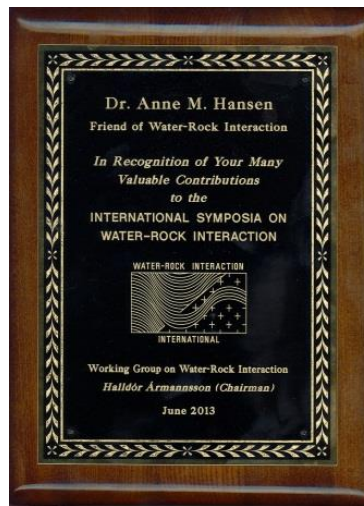 Dr. Anne M. Hansen
Friend of Water-Rock Interaction
In Recognition of Your Many
Valuable Contributions
to the
INTERNATIONAL SYMPOSIA ON
WATER-ROCK INTERACTION
WATER-ROCK INTERACTION
INTERNATIONAL
Working Group on Water-Rock Interaction
Halldór Ármannsson (Chairman)
June 2013